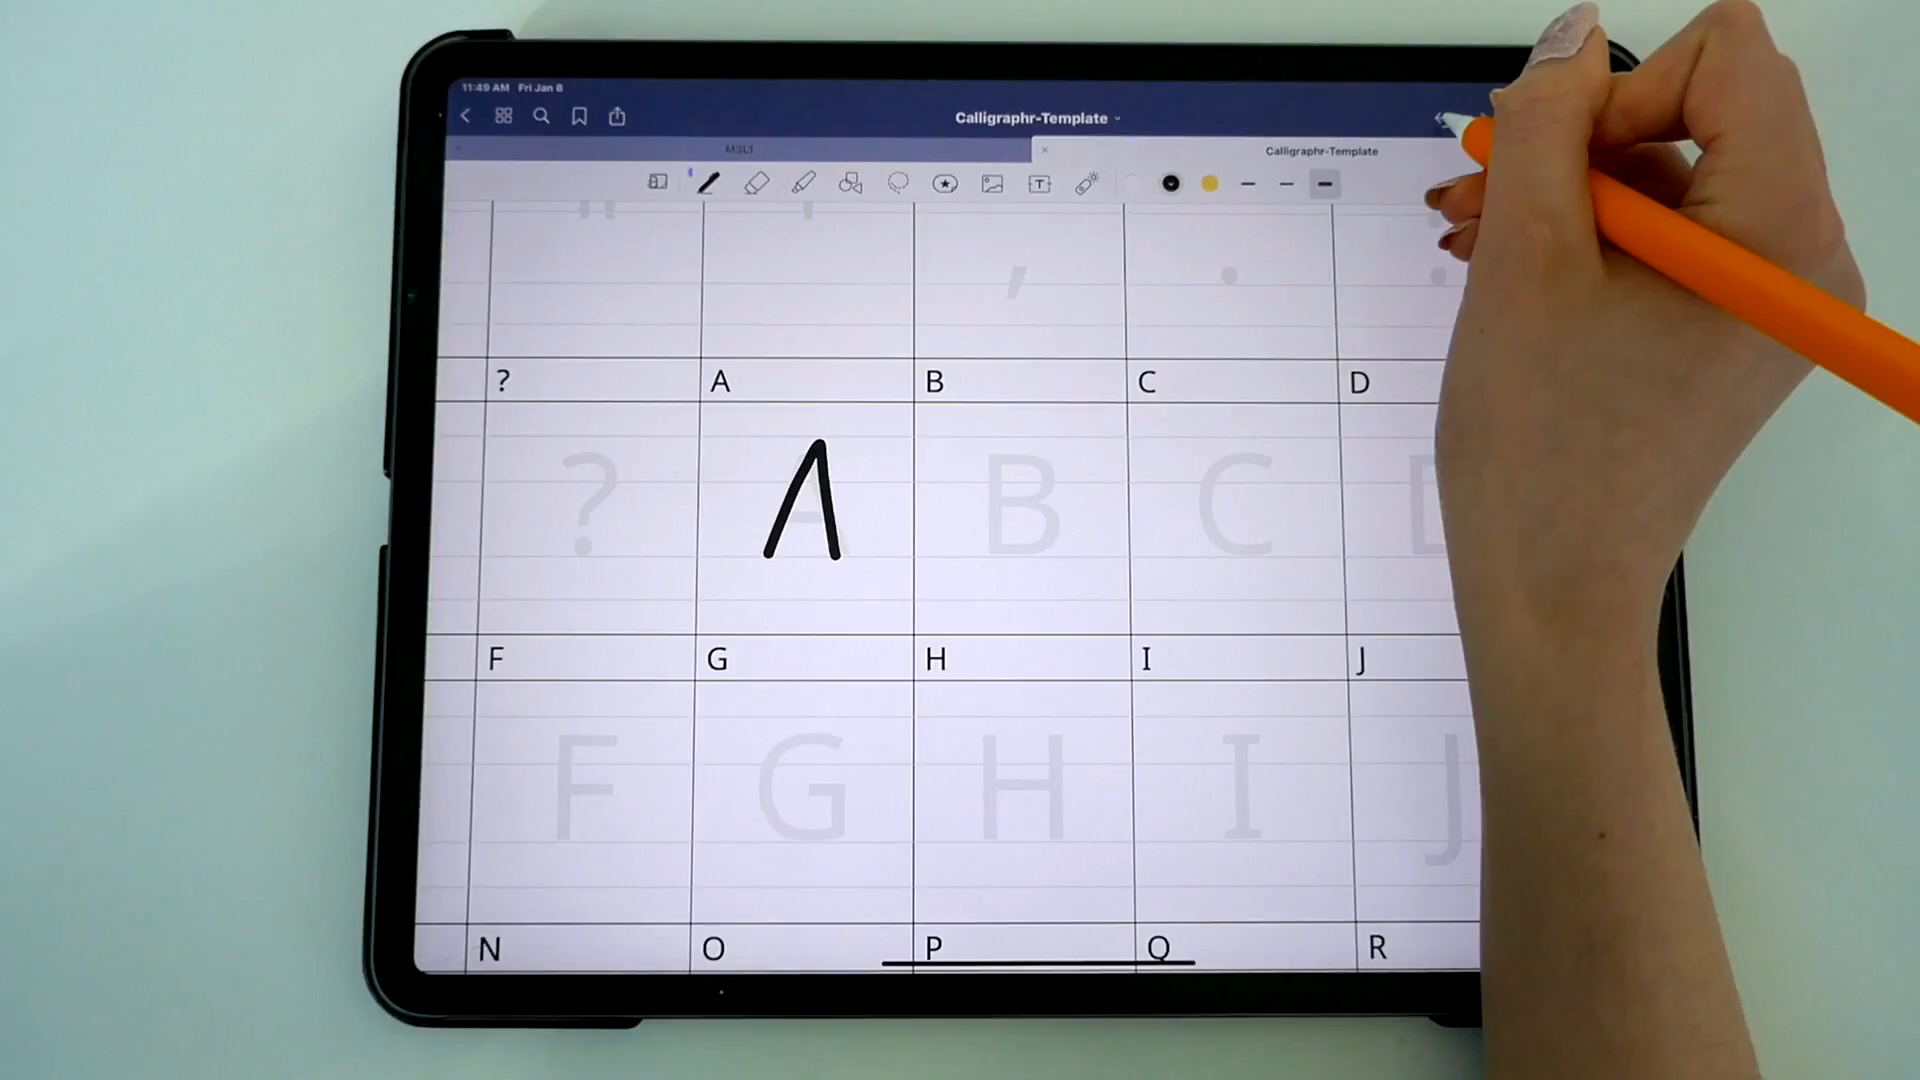 11:49 AM Fri Jan 8
Calligraphr-Template
M3L1
Calligraphr-Template
T
" ' , . :
? A B C D
? A B C D
F G H I J
F G H I J
N O P Q R